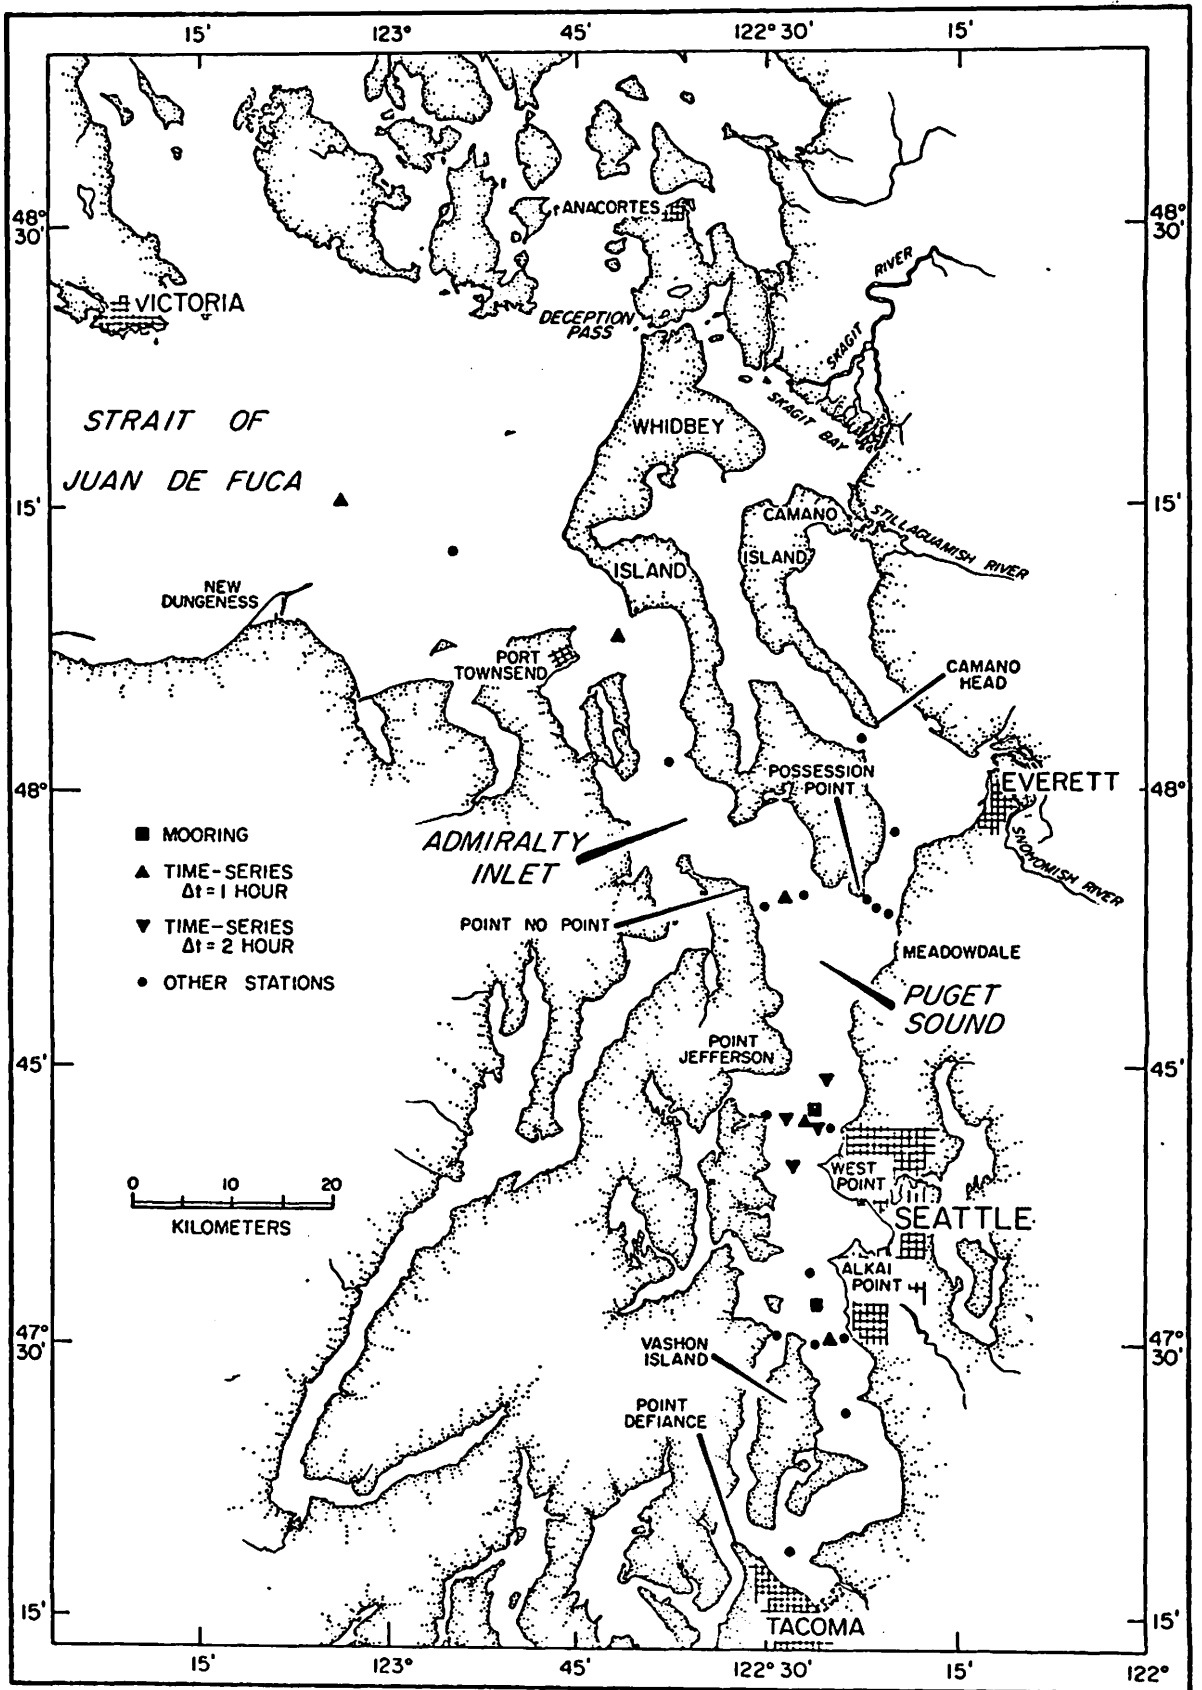 15' 123° 45' 122° 30' 15'
48°
30'
48°
30'
ANACORTES
RIVER
VICTORIA
DECEPTION
PASS
SKAGIT
STRAIT OF
JUAN DE FUCA
WHIDBEY
SKAGIT BAY
15'
15'
CAMANO
ISLAND
STILLAGUAMISH RIVER
ISLAND
NEW
DUNGENESS
PORT
TOWNSEND
CAMANO
HEAD
POSSESSION
POINT
EVERETT
48°
48°
SNOHOMISH RIVER
MOORING
ADMIRALTY
INLET
TIME-SERIES
Δt = 1 HOUR
TIME-SERIES
Δt = 2 HOUR
OTHER STATIONS
POINT NO POINT
MEADOWDALE
PUGET
SOUND
POINT
JEFFERSON
45'
45'
WEST
POINT
0 10 20
KILOMETERS
SEATTLE
ALKAI
POINT
47°
30'
47°
30'
VASHON
ISLAND
POINT
DEFIANCE
15'
15'
TACOMA
15' 123° 45' 122° 30' 15' 122°